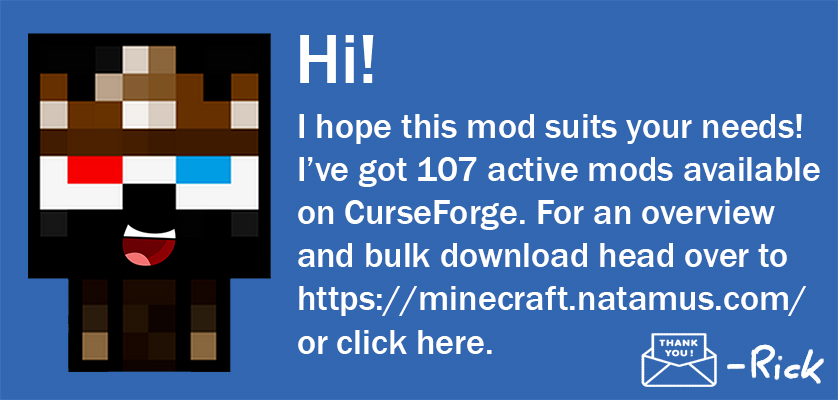 Hi!
I hope this mod suits your needs!
I’ve got 107 active mods available
on CurseForge. For an overview
and bulk download head over to
https://minecraft.natamus.com/
or click here.
THANK
YOU!
-Rick